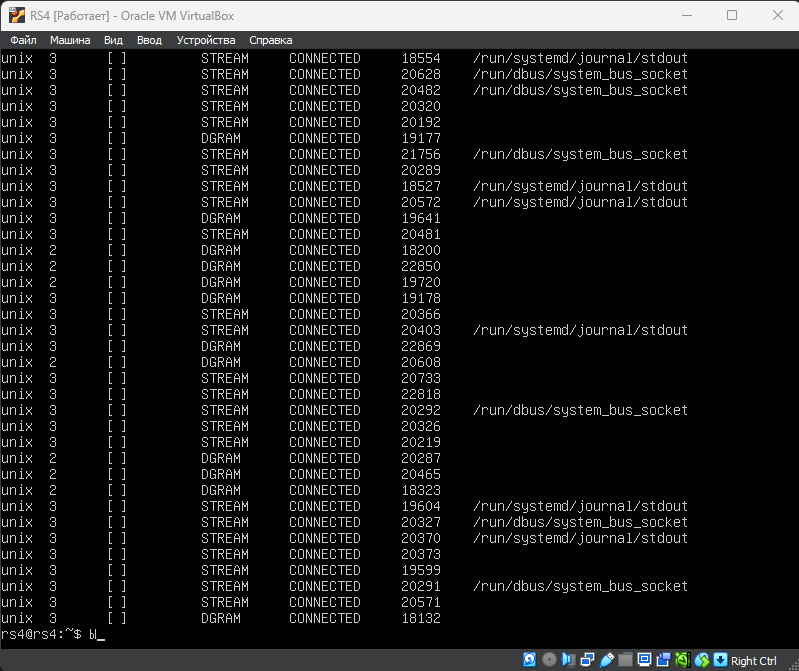 RS4 [Работает] - Oracle VM VirtualBox
Файл Машина Вид Ввод Устройства Справка
unix 3 [ ] STREAM CONNECTED 18554 /run/systemd/journal/stdout
unix 3 [ ] STREAM CONNECTED 20628 /run/dbus/system_bus_socket
unix 3 [ ] STREAM CONNECTED 20482 /run/dbus/system_bus_socket
unix 3 [ ] STREAM CONNECTED 20320
unix 3 [ ] STREAM CONNECTED 20192
unix 3 [ ] DGRAM CONNECTED 19177
unix 3 [ ] STREAM CONNECTED 21756 /run/dbus/system_bus_socket
unix 3 [ ] STREAM CONNECTED 20289
unix 3 [ ] STREAM CONNECTED 18527 /run/systemd/journal/stdout
unix 3 [ ] STREAM CONNECTED 20572 /run/systemd/journal/stdout
unix 3 [ ] DGRAM CONNECTED 19641
unix 3 [ ] STREAM CONNECTED 20481
unix 2 [ ] DGRAM CONNECTED 18200
unix 2 [ ] DGRAM CONNECTED 22850
unix 2 [ ] DGRAM CONNECTED 19720
unix 3 [ ] DGRAM CONNECTED 19178
unix 3 [ ] STREAM CONNECTED 20366
unix 3 [ ] STREAM CONNECTED 20403 /run/systemd/journal/stdout
unix 3 [ ] DGRAM CONNECTED 22869
unix 2 [ ] DGRAM CONNECTED 20608
unix 3 [ ] STREAM CONNECTED 20733
unix 3 [ ] STREAM CONNECTED 22818
unix 3 [ ] STREAM CONNECTED 20292 /run/dbus/system_bus_socket
unix 3 [ ] STREAM CONNECTED 20326
unix 3 [ ] STREAM CONNECTED 20219
unix 2 [ ] DGRAM CONNECTED 20287
unix 2 [ ] DGRAM CONNECTED 20465
unix 2 [ ] DGRAM CONNECTED 18323
unix 3 [ ] STREAM CONNECTED 19604 /run/systemd/journal/stdout
unix 3 [ ] STREAM CONNECTED 20327 /run/dbus/system_bus_socket
unix 3 [ ] STREAM CONNECTED 20370 /run/systemd/journal/stdout
unix 3 [ ] STREAM CONNECTED 20373
unix 3 [ ] STREAM CONNECTED 19599
unix 3 [ ] STREAM CONNECTED 20291 /run/dbus/system_bus_socket
unix 3 [ ] STREAM CONNECTED 20571
unix 3 [ ] DGRAM CONNECTED 18132
rs4@rs4:~$ ы_
Right Ctrl